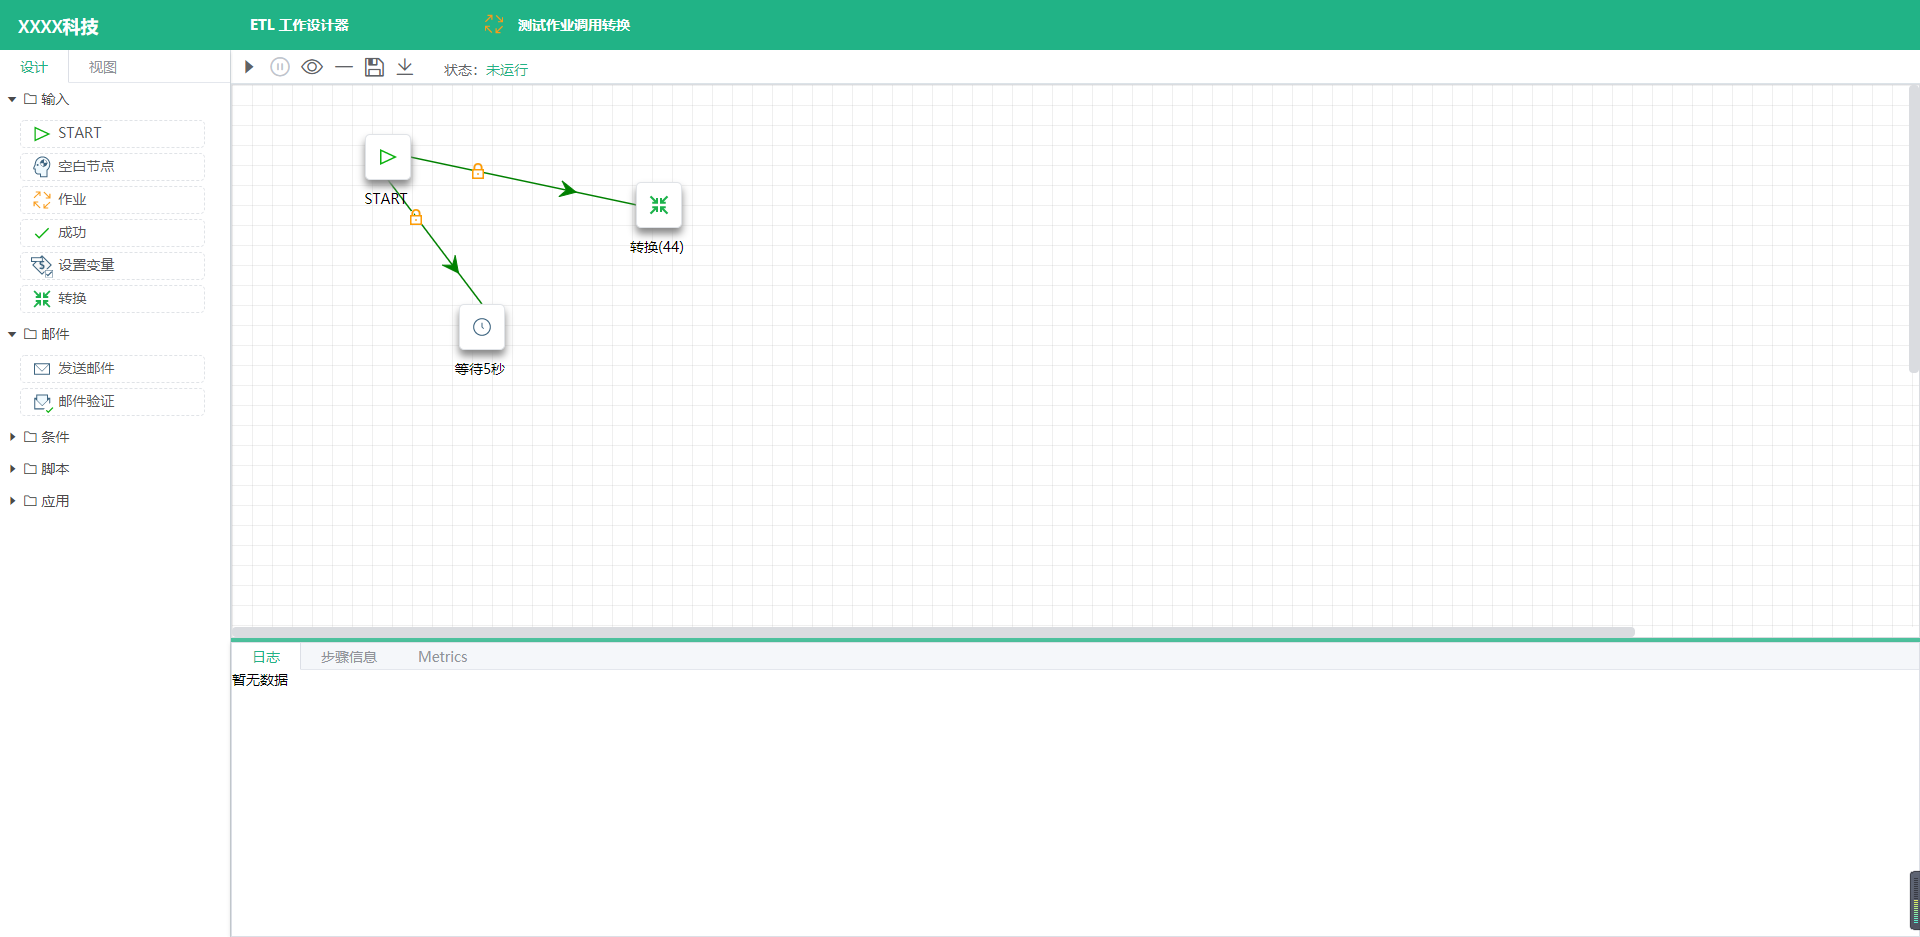 XXXX科技
ETL 工作设计器
测试作业调用转换
设计
视图
状态：未运行
输入
START
空白节点
作业
成功
设置变量
转换
邮件
发送邮件
邮件验证
条件
脚本
应用
START
转换(44)
等待5秒
日志
步骤信息
Metrics
暂无数据